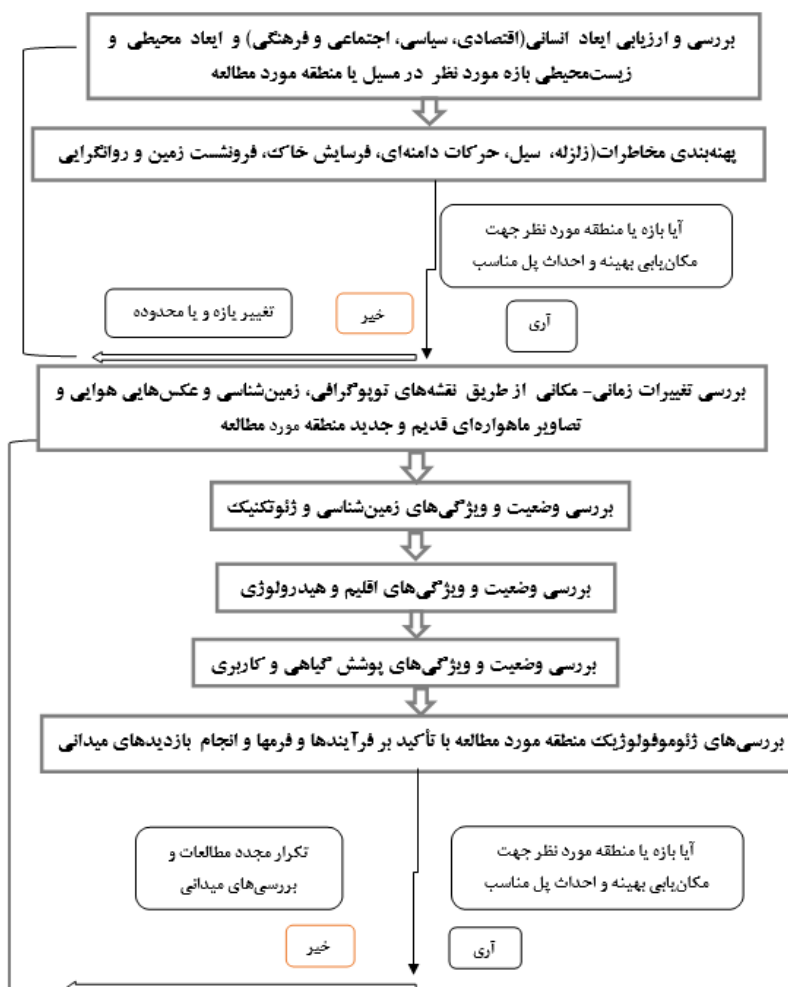 بررسی و ارزیابی ابعاد انسانی(اقتصادی، سیاسی، اجتماعی و فرهنگی) و ابعاد محیطی و
زیست‌محیطی بازه مورد نظر در مسیل یا منطقه مورد مطالعه
پهنه‌بندی مخاطرات(زلزله، سیل، حرکات دامنه‌ای، فرسایش خاک، فرونشست زمین و روانگرایی
آیا بازه یا منطقه مورد نظر جهت
مکان‌یابی بهینه و احداث پل مناسب
آری
خیر
تغییر بازه و یا محدوده
بررسی تغییرات زمانی- مکانی از طریق نقشه‌های توپوگرافی، زمین‌شناسی و عکس‌هایی هوایی و
تصاویر ماهواره‌ای قدیم و جدید منطقه مورد مطالعه
بررسی وضعیت و ویژگی‌های زمین‌شناسی و ژئوتکنیک
بررسی وضعیت و ویژگی‌های اقلیم و هیدرولوژی
بررسی وضعیت و ویژگی‌های پوشش گیاهی و کاربری
بررسی‌های ژئوموفولوژیک منطقه مورد مطالعه با تأکید بر فرآیندها و فرمها و انجام بازدیدهای میدانی
آیا بازه یا منطقه مورد نظر جهت
مکان‌یابی بهینه و احداث پل مناسب
تکرار مجدد مطالعات و
بررسی‌های میدانی
آری
خیر